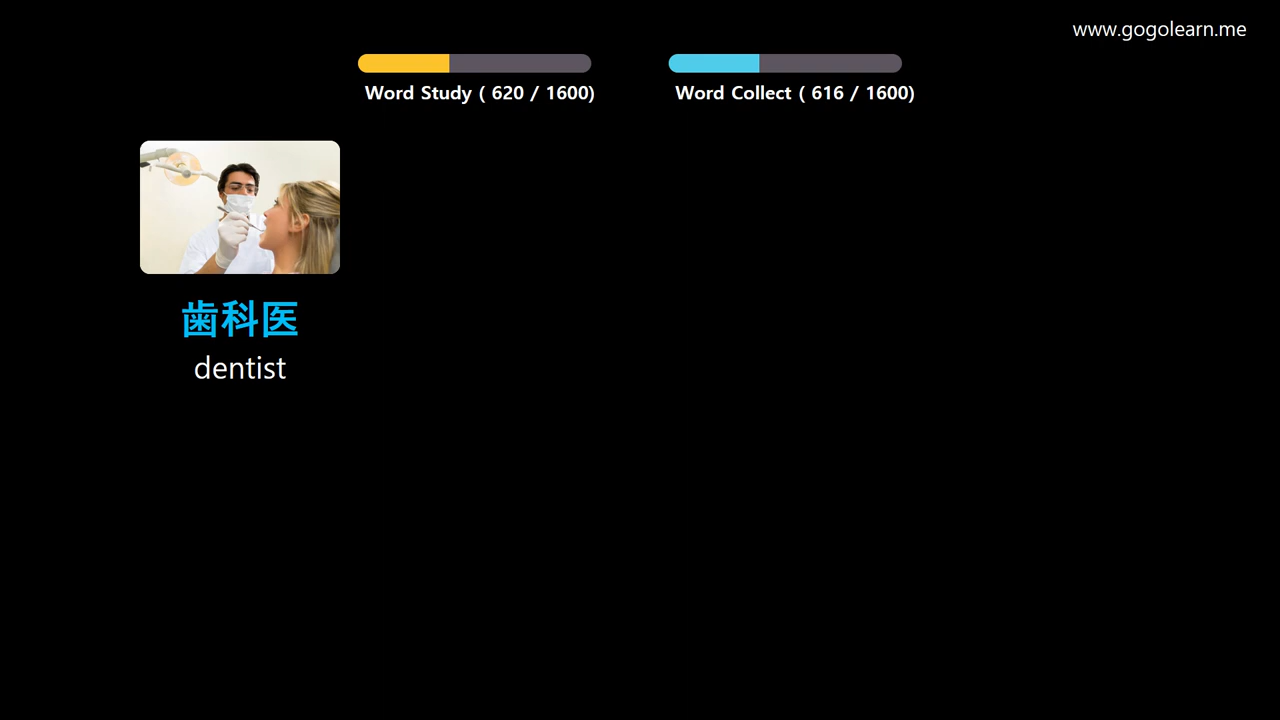 www.gogolearn.me
Word Study ( 620 / 1600)
Word Collect ( 616 / 1600)
歯科医
dentist